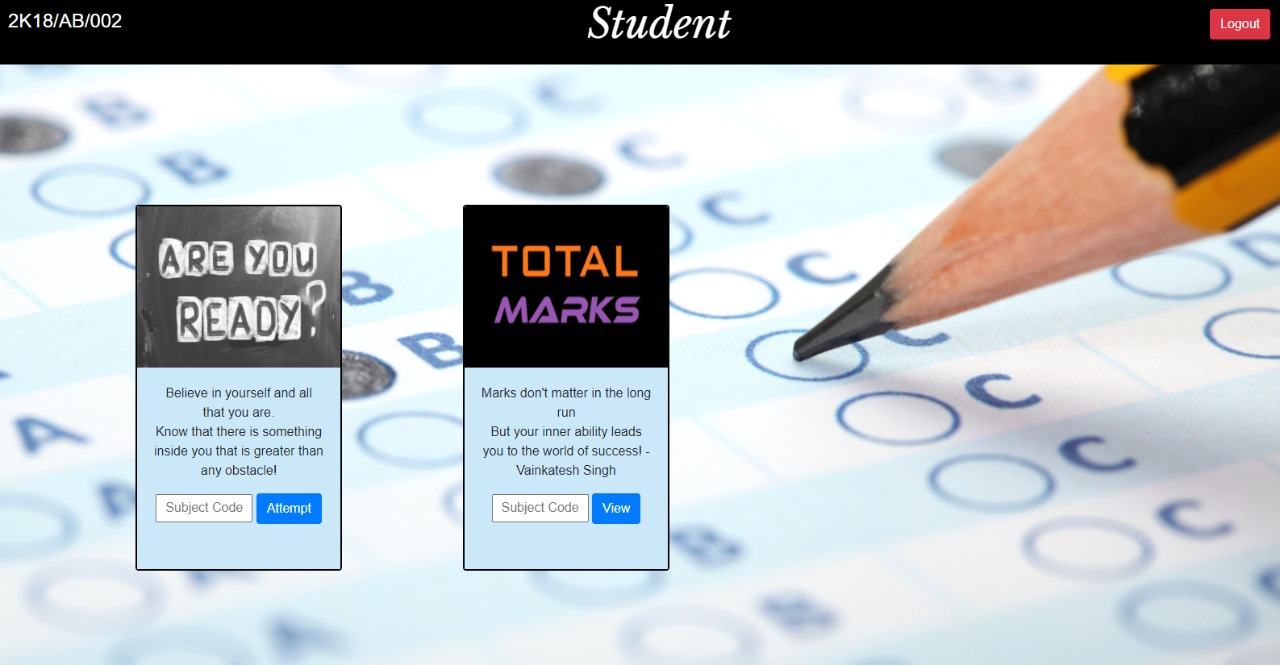 2K18/AB/002
Student
Logout
ARE YOU
READY?
Believe in yourself and all
that you are.
Know that there is something
inside you that is greater than
any obstacle!
Subject Code
Attempt
TOTAL
MARKS
Marks don't matter in the long
run
But your inner ability leads
you to the world of success! -
Vainkatesh Singh
Subject Code
View
B
B
C
C
C
C
C
C
C
C
D
B
B
A
A
B
B
A